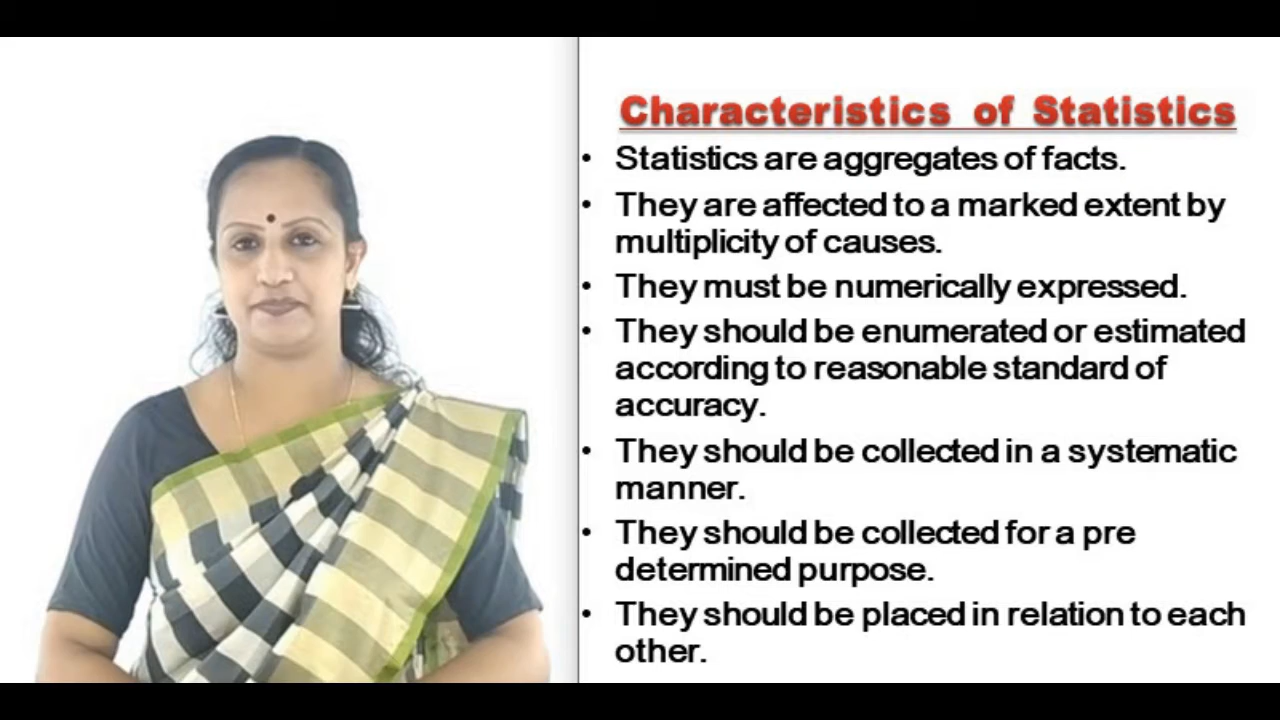 Characteristics of Statistics
• Statistics are aggregates of facts.
• They are affected to a marked extent by
multiplicity of causes.
• They must be numerically expressed.
• They should be enumerated or estimated
according to reasonable standard of
accuracy.
• They should be collected in a systematic
manner.
• They should be collected for a pre
determined purpose.
• They should be placed in relation to each
other.